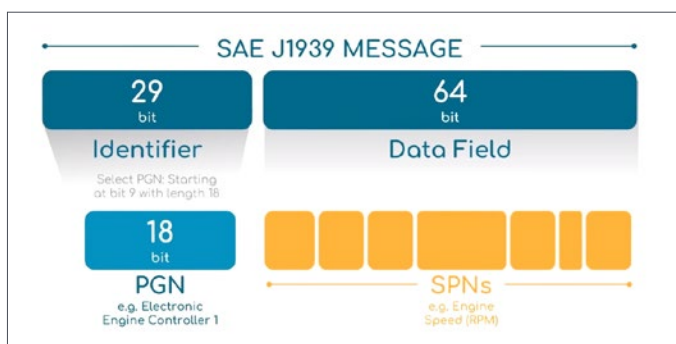 SAE J1939 MESSAGE
29
bit
64
bit
Identifier
Data Field
Select PGN: Starting
at bit 9 with length 18
18
bit
PGN
e.g. Electronic
Engine Controller 1
SPNs
e.g. Engine
Speed (RPM)